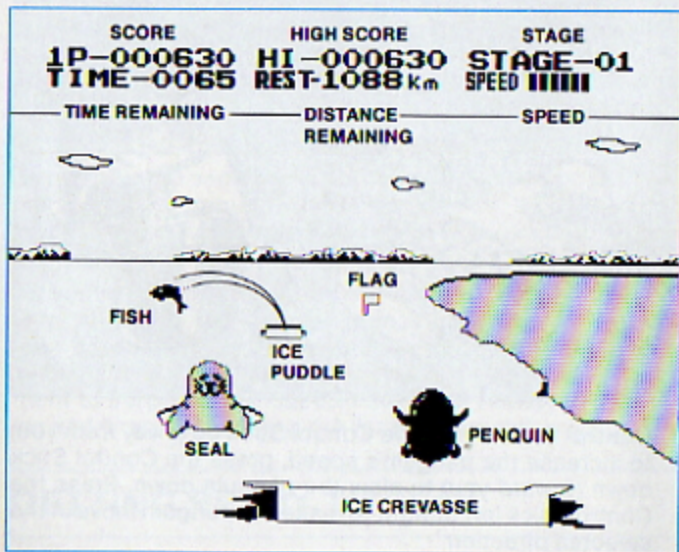 SCORE HIGH SCORE STAGE
1P-000630 HI-000630 STAGE-01
TIME-0065 REST-1088km SPEED
TIME REMAINING DISTANCE REMAINING SPEED
FLAG
FISH
ICE PUDDLE
SEAL
PENQUIN
ICE CREVASSE